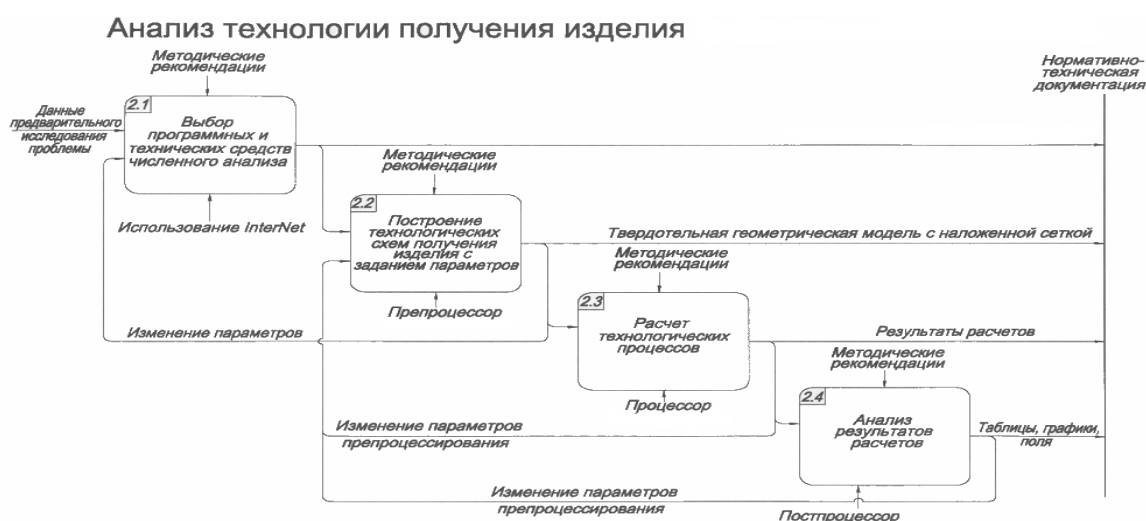 Анализ технологии получения изделия
Методические
рекомендации
Нормативно-
техническая
документация
2.1
Данные
предварительного
исследования
проблемы
Выбор
программных и
технических средств
численного анализа
Методические
рекомендации
Использование InterNet
2.2
Построение
технологических
схем получения
изделия с
заданием параметров
Твердотельная геометрическая модель с наложенной сеткой
Методические
рекомендации
Препроцессор
2.3
Изменение параметров
Расчет
технологических
процессов
Результаты расчетов
Методические
рекомендации
Процессор
2.4
Изменение параметров
препроцессирования
Анализ
результатов
расчетов
Таблицы, графики,
поля
Изменение параметров
препроцессирования
Постпроцессор